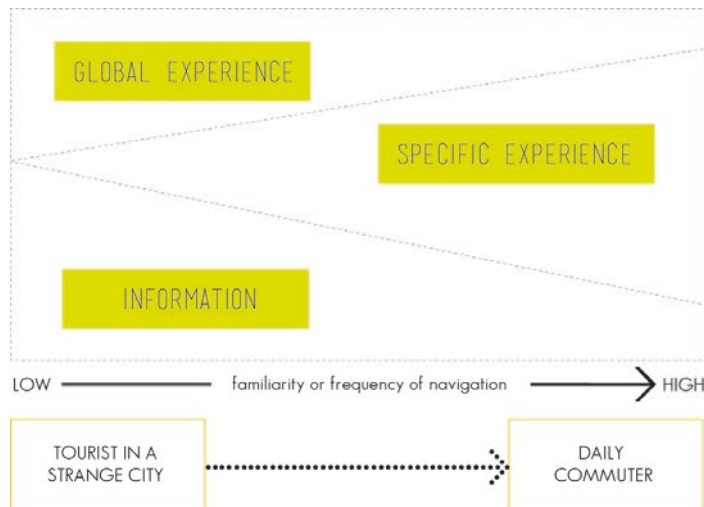 GLOBAL EXPERIENCE
SPECIFIC EXPERIENCE
INFORMATION
LOW familiarity or frequency of navigation HIGH
TOURIST IN A
STRANGE CITY
DAILY
COMMUTER